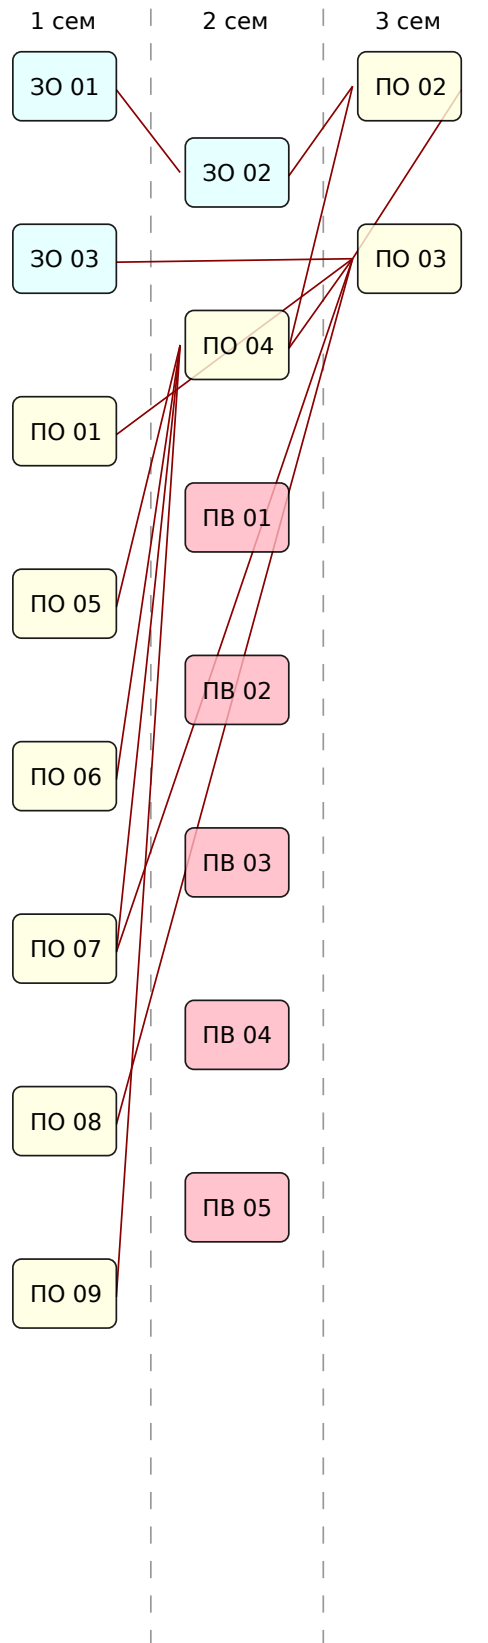 1 сем 2 сем 3 сем
ЗО 01
ПО 02
ЗО 02
ЗО 03
ПО 03
ПО 04
ПО 01
ПВ 01
ПО 05
ПВ 02
ПО 06
ПВ 03
ПО 07
ПВ 04
ПО 08
ПВ 05
ПО 09